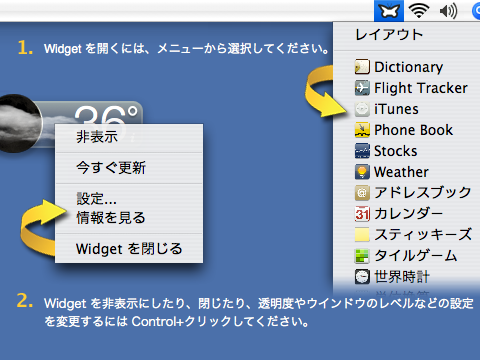 1. Widget を開くには、メニューから選択してください。
レイアウト
Dictionary
Flight Tracker
iTunes
Phone Book
Stocks
Weather
アドレスブック
カレンダー
スティッキーズ
タイルゲーム
世界時計
単位換算
36°
非表示
今すぐ更新
設定...
情報を見る
Widget を閉じる
31
2. Widget を非表示にしたり、閉じたり、透明度やウインドウのレベルなどの設定
を変更するには Control+クリックしてください。